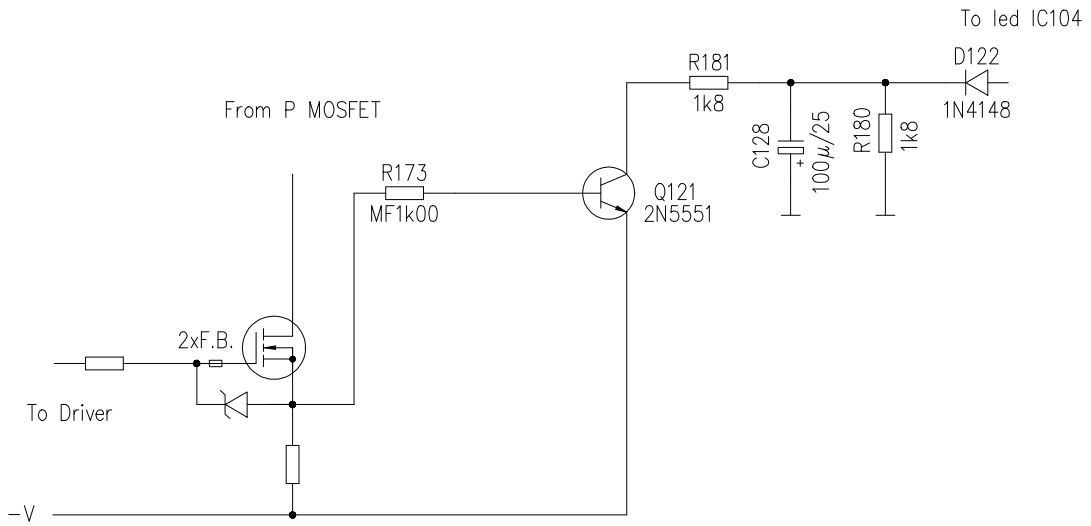 To led IC104
D122
1N4148
R181
1k8
C128
100μ/25
+
R180
1k8
From P MOSFET
R173
MF1k00
Q121
2N5551
2xF.B.
To Driver
-V